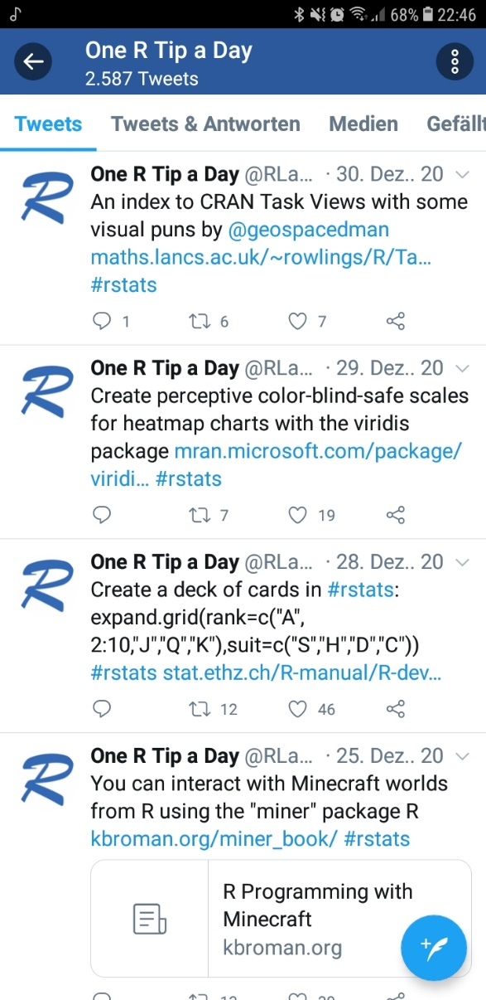 68% 22:46
One R Tip a Day
2.587 Tweets
Tweets Tweets & Antworten Medien Gefällt
One R Tip a Day @RLa... · 30. Dez.. 20
An index to CRAN Task Views with some
visual puns by @geospacedman
maths.lancs.ac.uk/~rowlings/R/Ta...
#rstats
1 6 7
One R Tip a Day @RLa... · 29. Dez.. 20
Create perceptive color-blind-safe scales
for heatmap charts with the viridis
package mran.microsoft.com/package/
viridi... #rstats
7 19
One R Tip a Day @RLa... · 28. Dez.. 20
Create a deck of cards in #rstats:
expand.grid(rank=c("A",
2:10,"J","Q","K"),suit=c("S","H","D","C"))
#rstats stat.ethz.ch/R-manual/R-dev...
12 46
One R Tip a Day @RLa... · 25. Dez.. 20
You can interact with Minecraft worlds
from R using the "miner" package R
kbroman.org/miner_book/ #rstats
R Programming with
Minecraft
kbroman.org